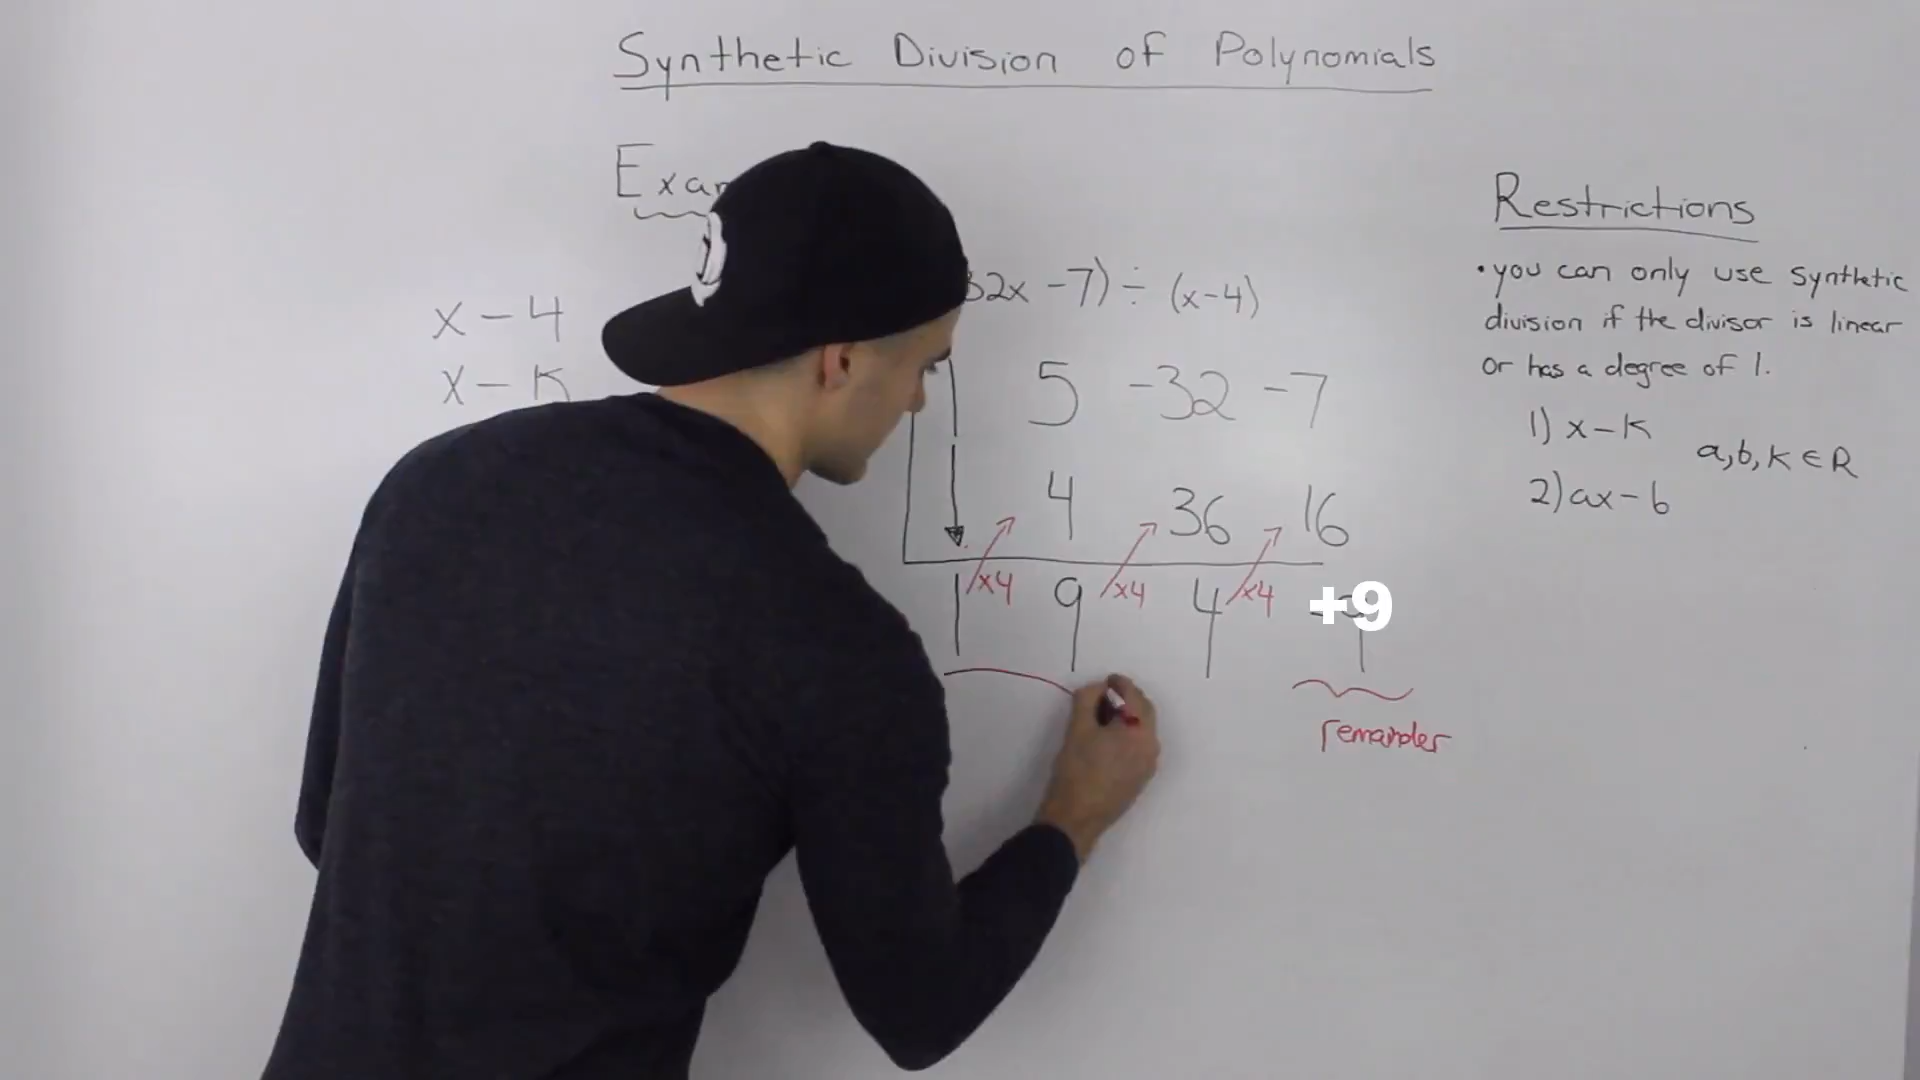 Synthetic Division of Polynomials
Restrictions
• you can only use synthetic
division if the divisor is linear
or has a degree of 1.
1) x-k
a,b,k ∈ R
2) ax-b
32x -7) ÷ (x-4)
x-4
x-k
5 -32 -7
4 36 16
x4 x4 x4
1 9 4 +9
remainder